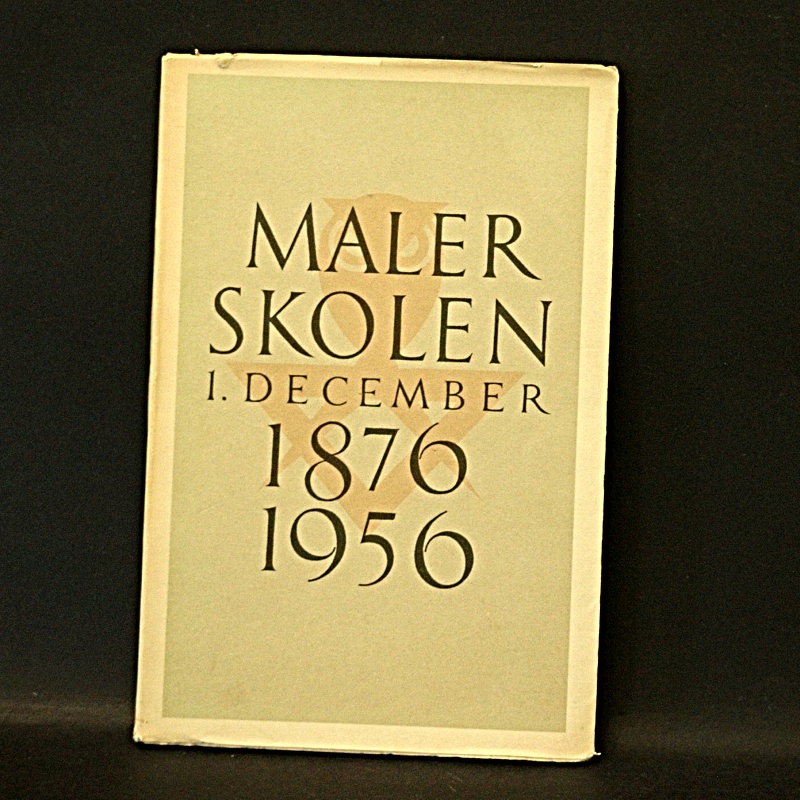 MALER
SKOLEN
1. DECEMBER
1876
1956